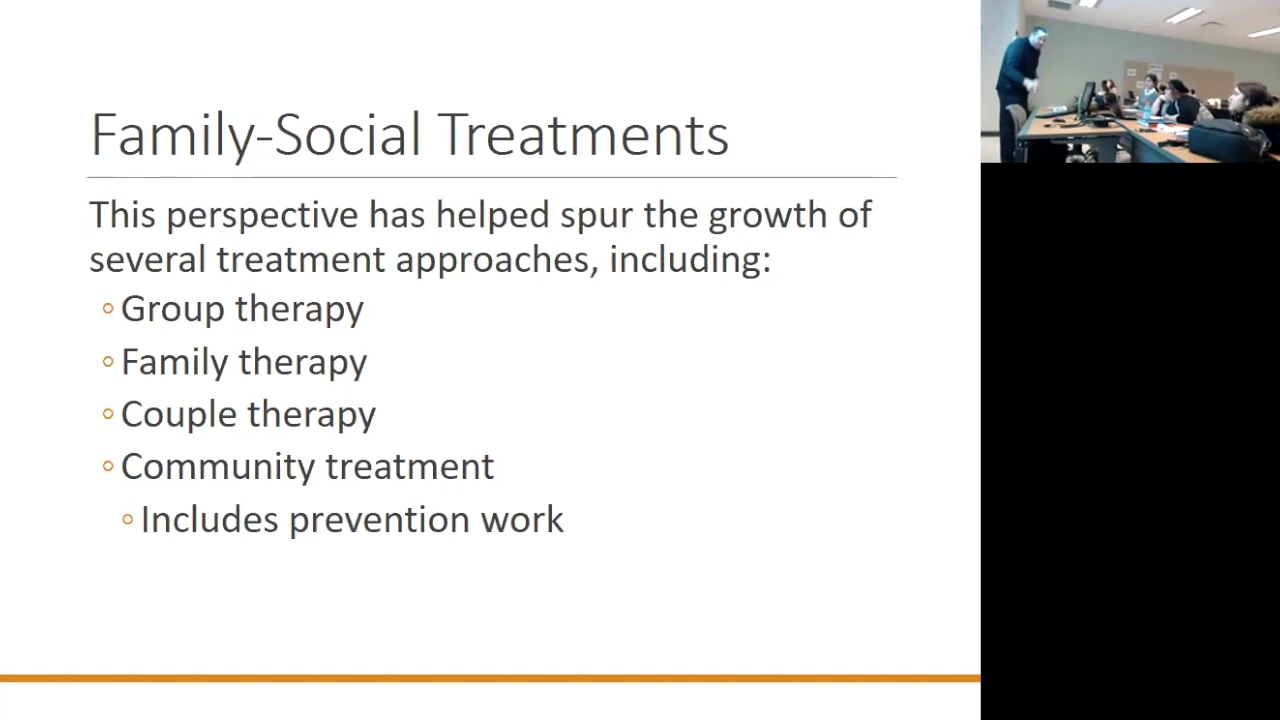 Family-Social Treatments
This perspective has helped spur the growth of
several treatment approaches, including:
Group therapy
Family therapy
Couple therapy
Community treatment
Includes prevention work